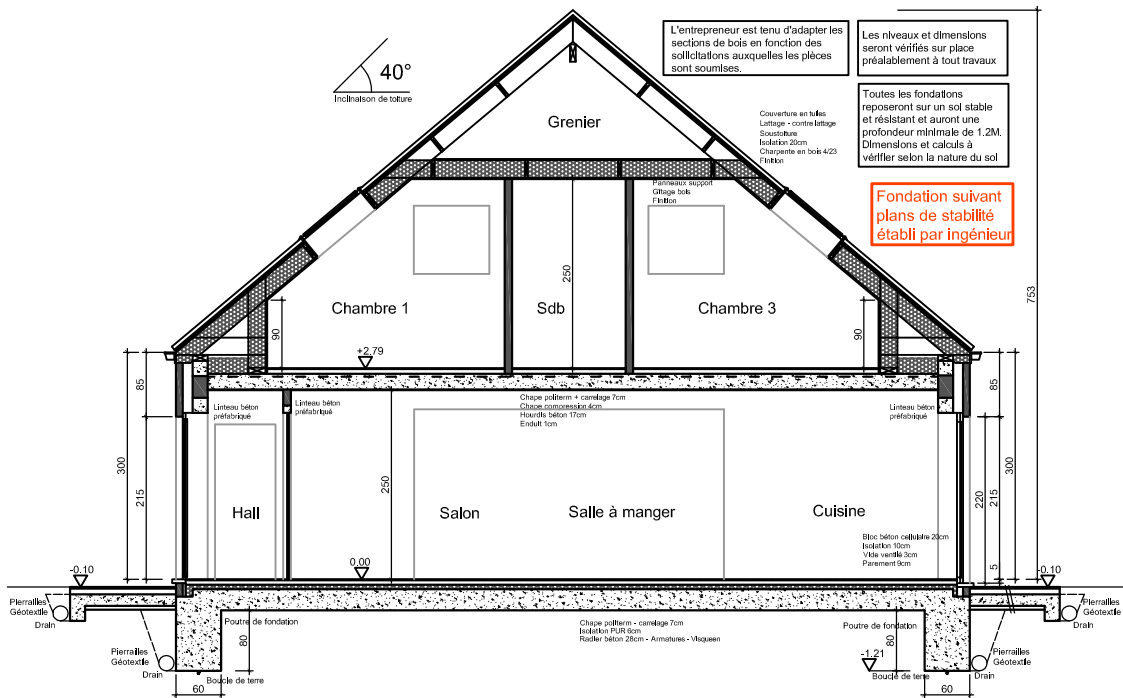 L'entrepreneur est tenu d'adapter les
sections de bois en fonction des
sollicitations auxquelles les pièces
sont soumises.
Les niveaux et dimensions
seront vérifiés sur place
préalablement à tout travaux
40°
Inclinaison de toiture
Toutes les fondations
reposeront sur un sol stable
et résistant et auront une
profondeur minimale de 1.2M.
Dimensions et calculs à
vérifier selon la nature du sol
Grenier
Couverture en tuiles
Lattage - contre lattage
Soustoiture
Isolation 20cm
Charpente en bois 4/23
Finition
Panneaux support
Gîtage bois
Finition
Fondation suivant
plans de stabilité
établi par ingénieur
250
753
Chambre 1
Sdb
Chambre 3
90
90
+2.79
85
85
Linteau béton
préfabriqué
Linteau béton
préfabriqué
Chape politerm + carrelage 7cm
Chape compression 4cm
Hourdis béton 17cm
Enduit 1cm
Linteau béton
préfabriqué
300
215
250
220
215
300
Hall
Salon
Salle à manger
Cuisine
Bloc béton cellulaire 20cm
Isolation 10cm
Vide ventilé 3cm
Parement 9cm
0.00
5
-0.10
-0.10
Pierrailles
Géotextile
Drain
Pierrailles
Géotextile
Drain
Poutre de fondation
Chape politerm - carrelage 7cm
Isolation PUR 6cm
Radier béton 28cm - Armatures - Visqueen
Poutre de fondation
80
80
Pierrailles
Géotextile
Drain
-1.21
Pierrailles
Géotextile
Drain
Boucle de terre
Boucle de terre
60
60